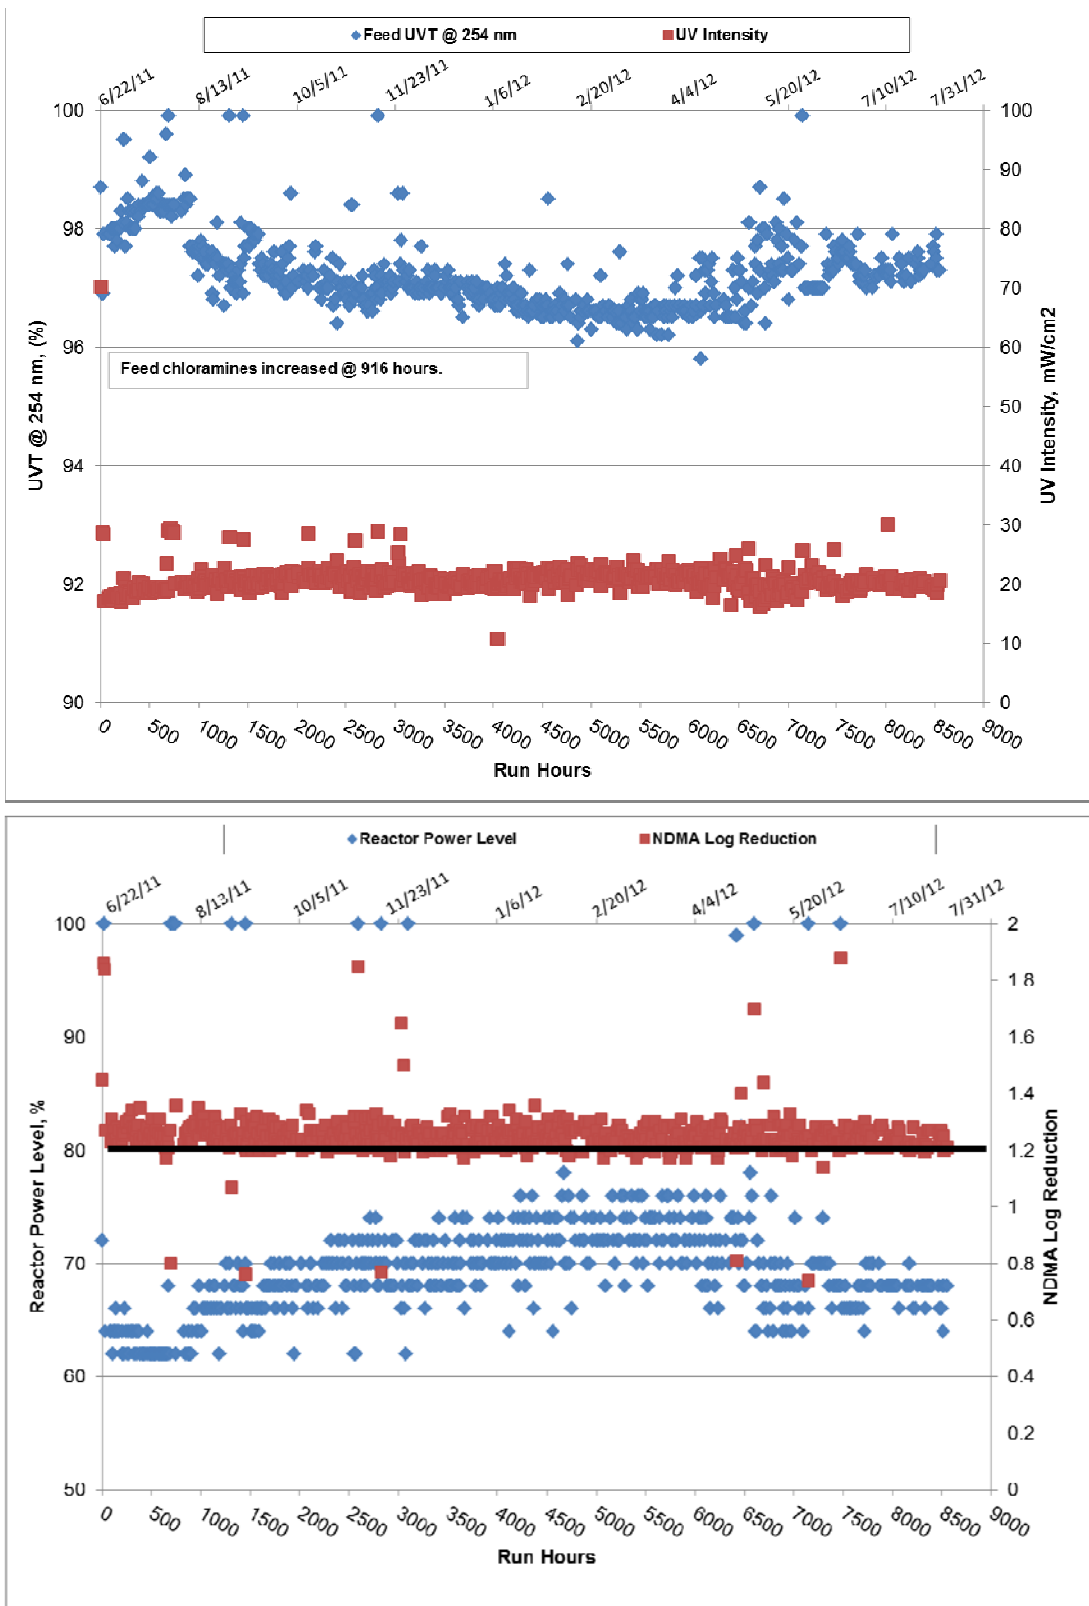 Feed UVT @ 254 nm UV Intensity
6/22/11 8/13/11 10/5/11 11/23/11 1/6/12 2/20/12 4/4/12 5/20/12 7/10/12 7/31/12
100 98 96 94 92 90
UVT @ 254 nm, (%)
Feed chloramines increased @ 916 hours.
100 90 80 70 60 50 40 30 20 10 0
UV Intensity, mW/cm2
0 500 1000 1500 2000 2500 3000 3500 4000 4500 5000 5500 6000 6500 7000 7500 8000 8500 9000
Run Hours
Reactor Power Level NDMA Log Reduction
6/22/11 8/13/11 10/5/11 11/23/11 1/6/12 2/20/12 4/4/12 5/20/12 7/10/12 7/31/12
100 90 80 70 60 50
Reactor Power Level, %
2 1.8 1.6 1.4 1.2 1 0.8 0.6 0.4 0.2 0
NDMA Log Reduction
0 500 1000 1500 2000 2500 3000 3500 4000 4500 5000 5500 6000 6500 7000 7500 8000 8500 9000
Run Hours